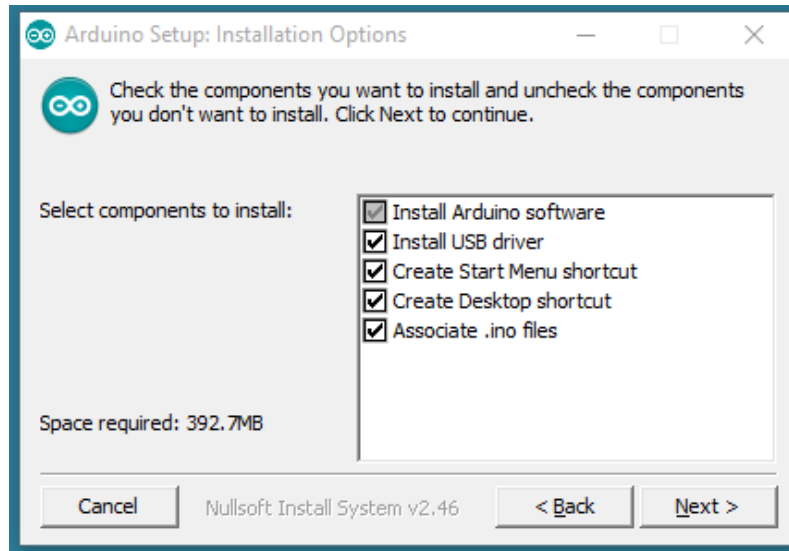 Arduino Setup: Installation Options
Check the components you want to install and uncheck the components
you don't want to install. Click Next to continue.
Select components to install:
Install Arduino software
Install USB driver
Create Start Menu shortcut
Create Desktop shortcut
Associate .ino files
Space required: 392.7MB
Cancel
Nullsoft Install System v2.46
< Back
Next >